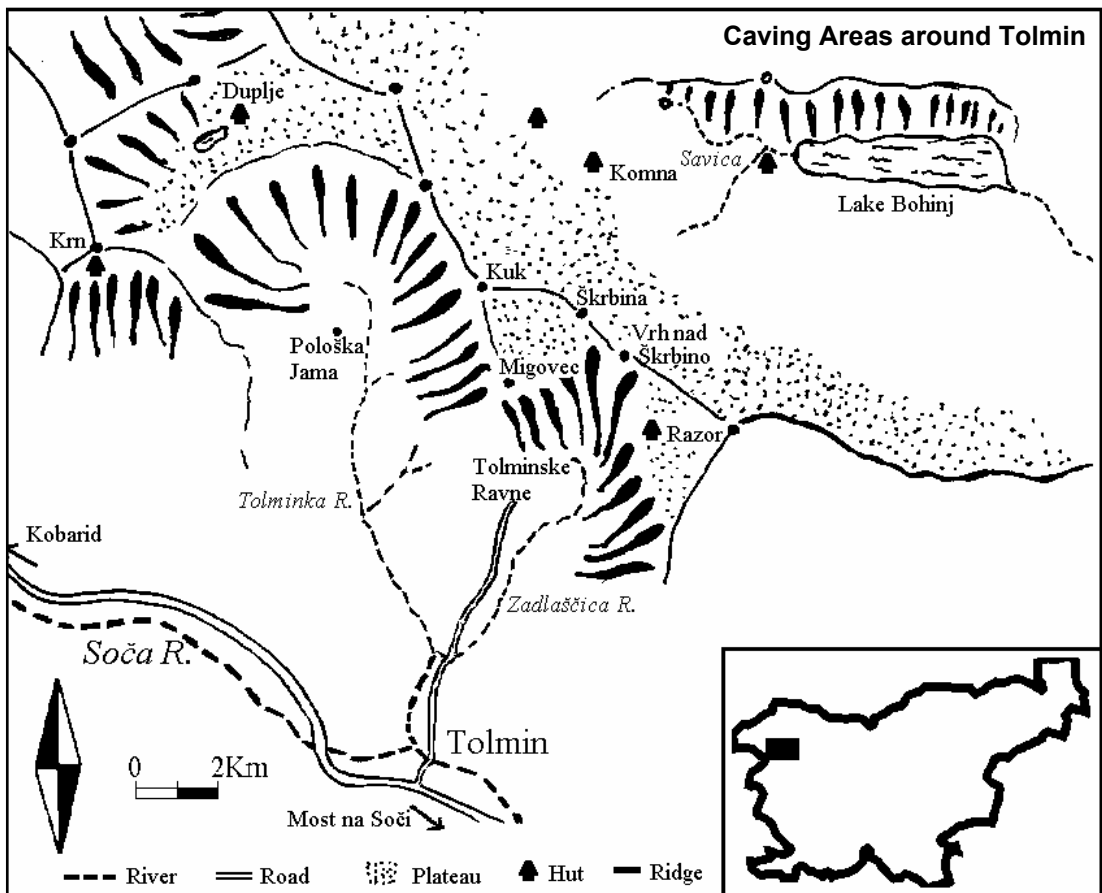 Caving Areas around Tolmin
Duplje
Savica
Komna
Lake Bohinj
Krn
Kuk
Škrbina
Vrh nad
Škrbino
Pološka
Jama
Migovec
Razor
Tolminske
Ravne
Tolminka R.
Kobarid
Zadlaščica R.
Soča R.
Tolmin
0 2Km
Most na Soči
River Road Plateau Hut Ridge